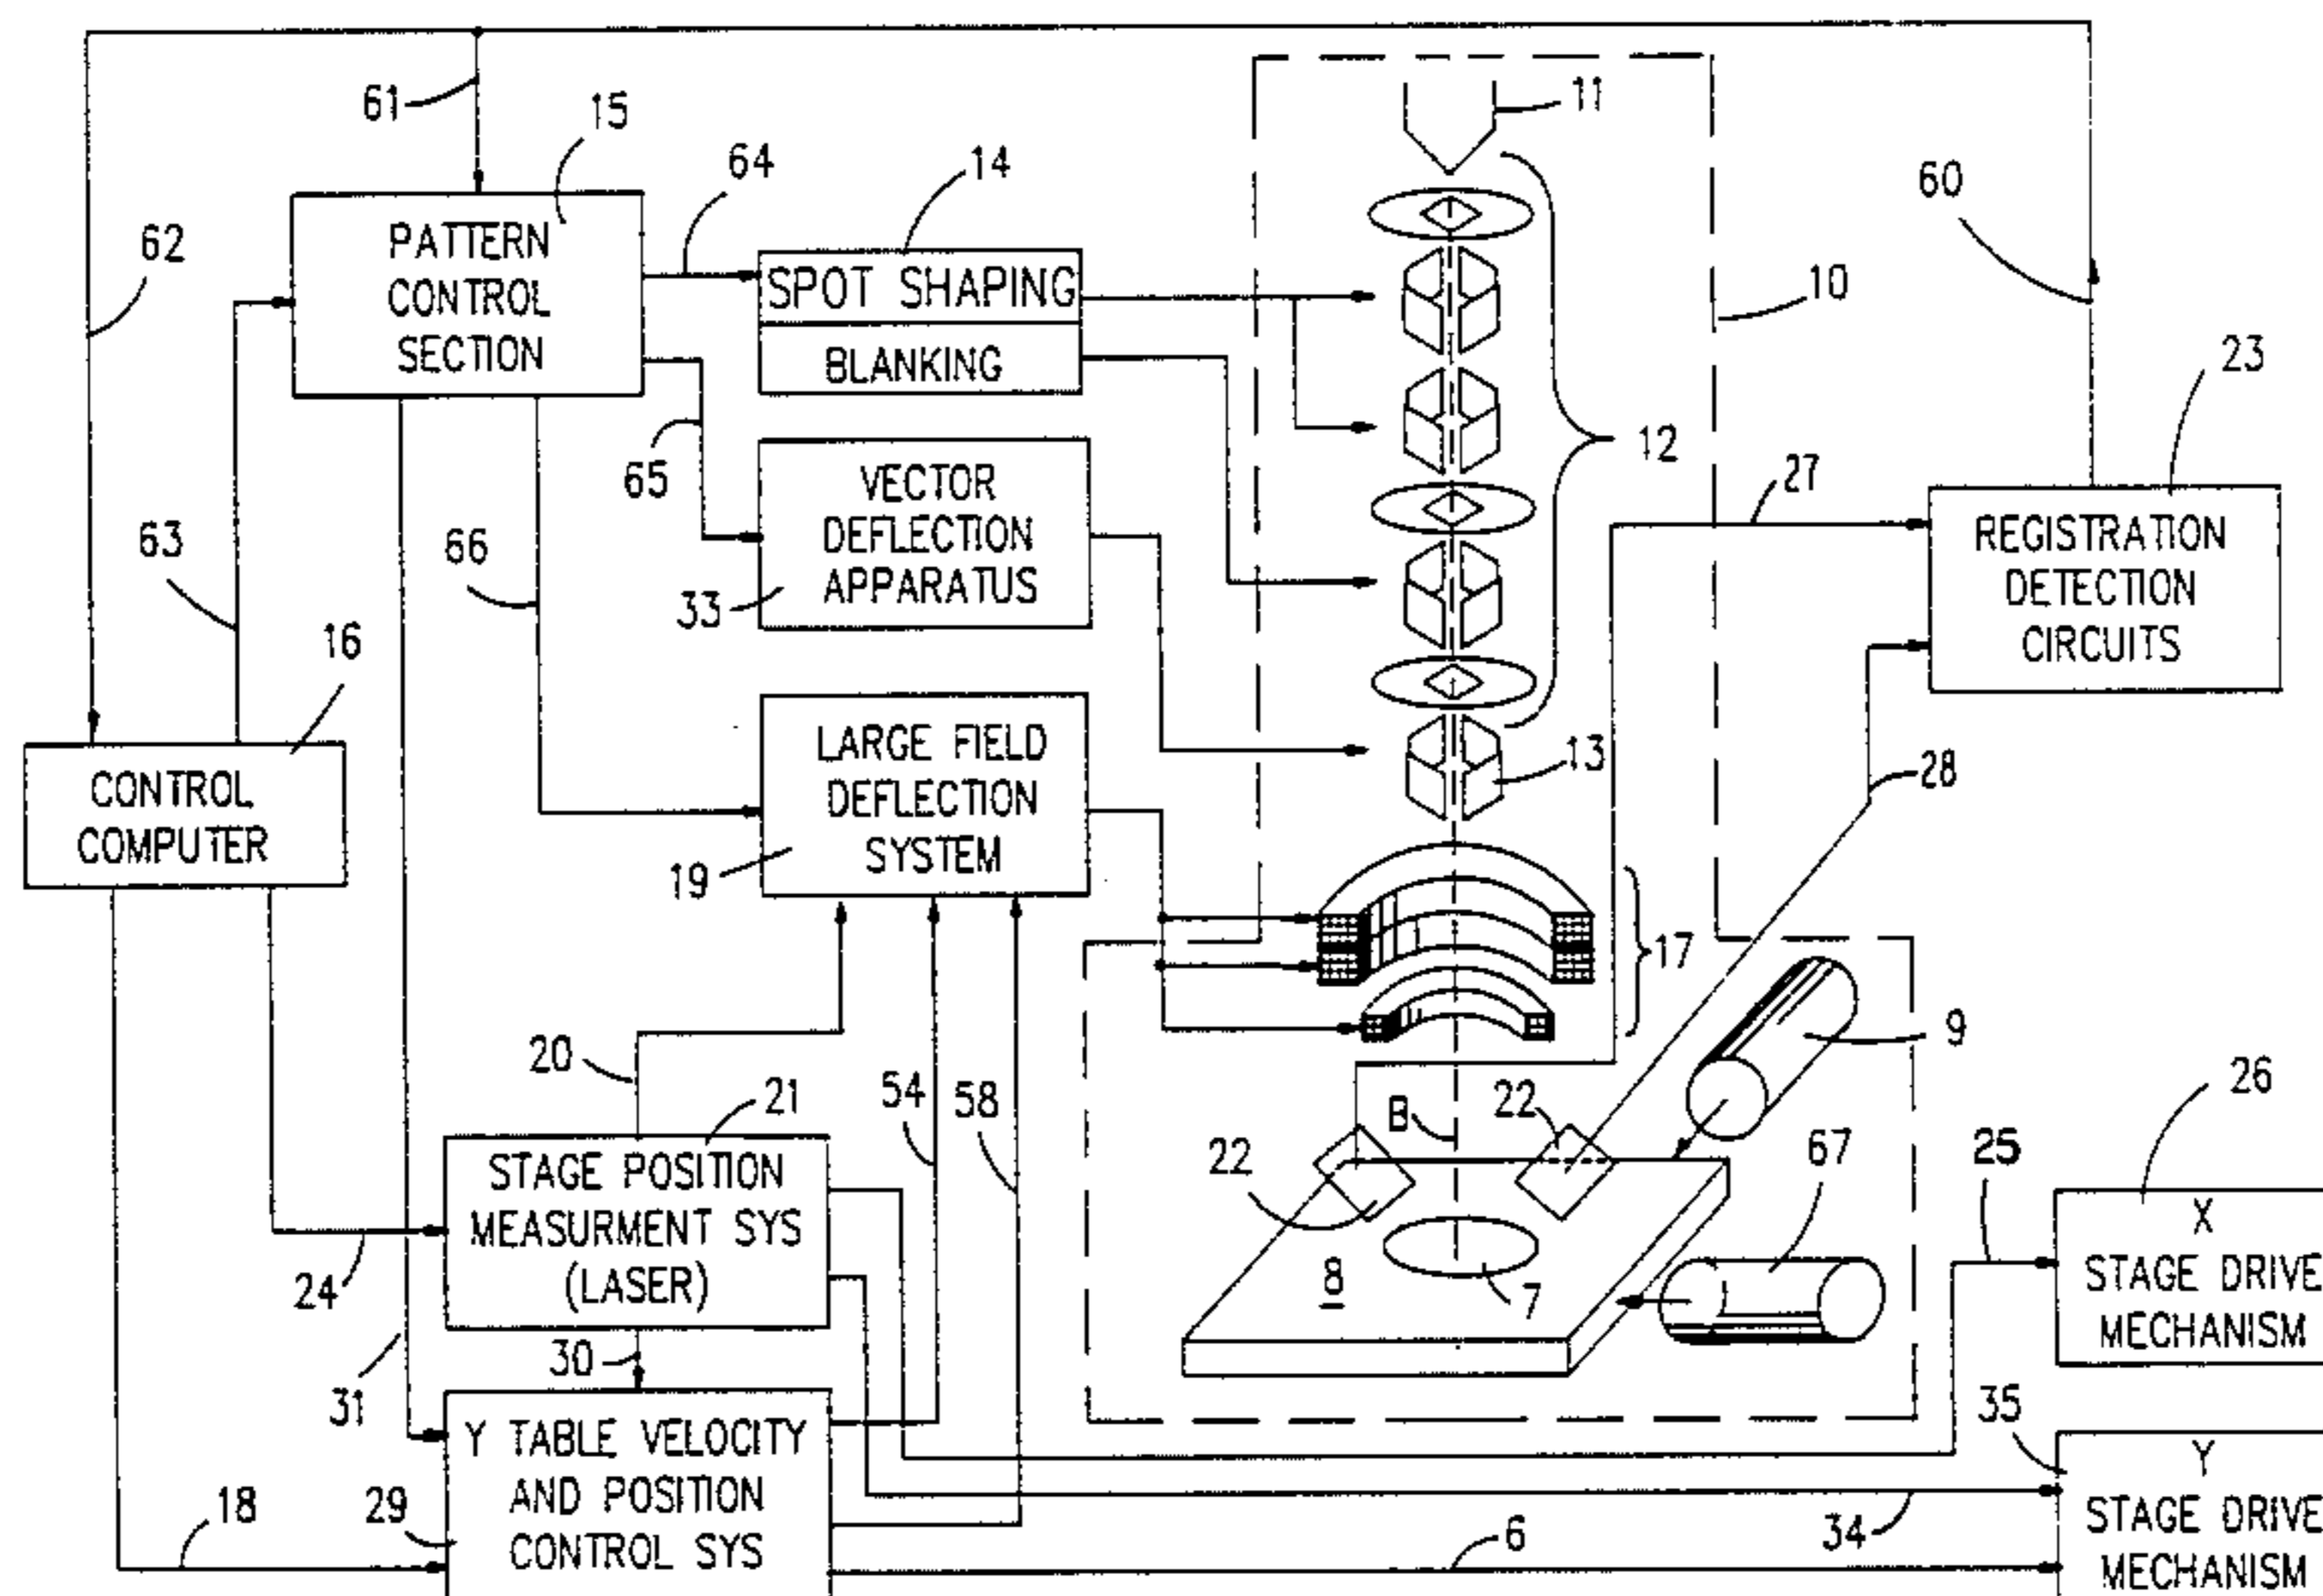 61
15
64
14
11
60
62
PATTERN
CONTROL
SECTION
SPOT SHAPING
BLANKING
10
23
12
27
65
63
66
VECTOR
DEFLECTION
APPARATUS
33
REGISTRATION
DETECTION
CIRCUITS
16
CONTROL
COMPUTER
LARGE FIELD
DEFLECTION
SYSTEM
19
13
28
17
9
20
21
54
58
B
22
22
67
26
25
STAGE POSITION
MEASURMENT SYS
(LASER)
24
8
7
X
STAGE DRIVE
MECHANISM
31
30
35
Y TABLE VELOCITY
AND POSITION
CONTROL SYS
29
18
6
34
Y
STAGE DRIVE
MECHANISM